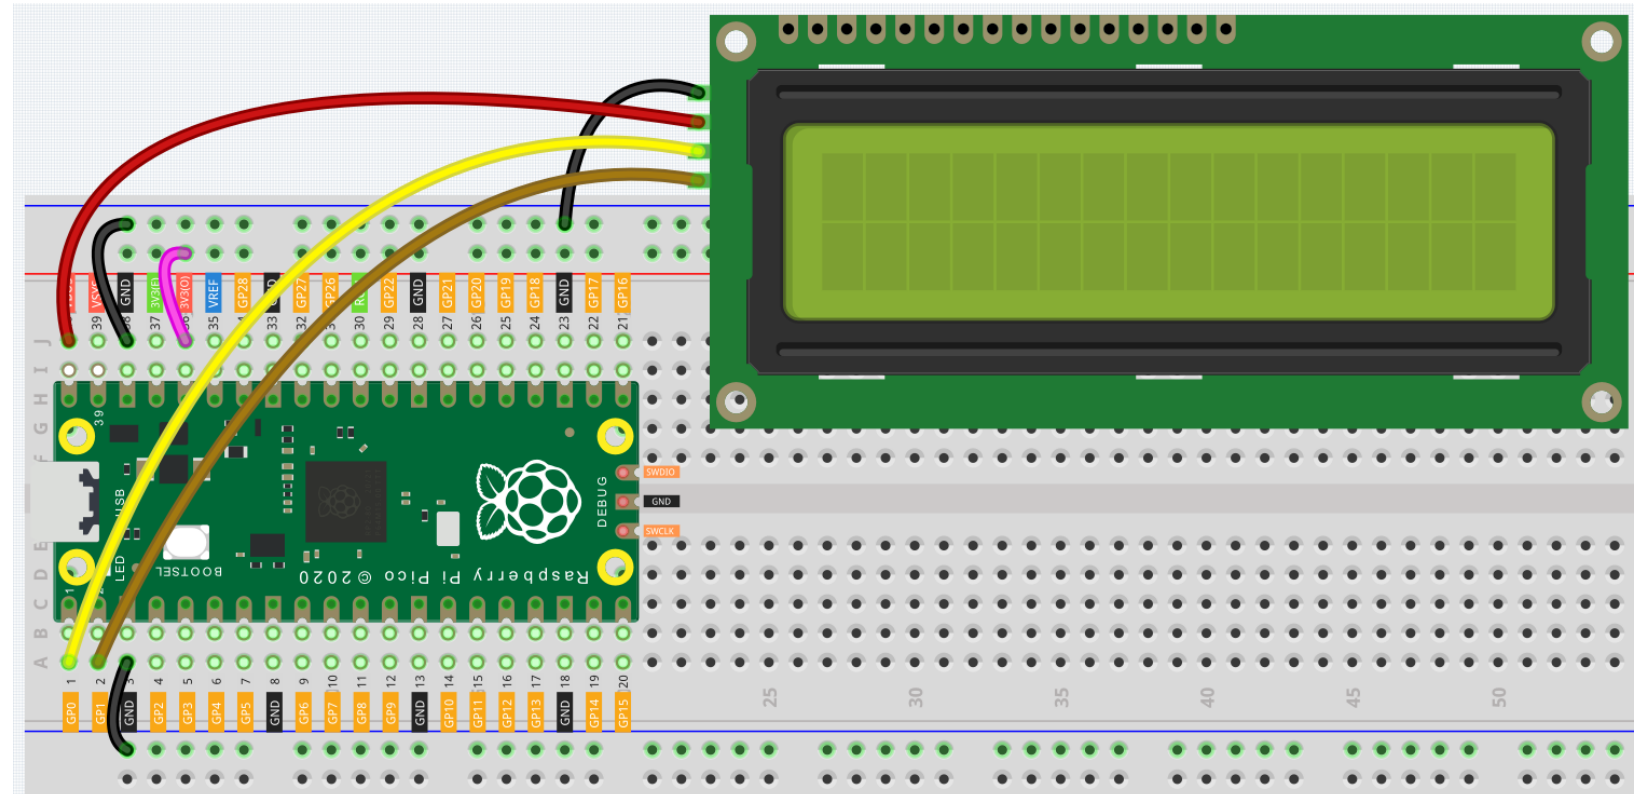 VSYS GND 3V3(E) 3V3(O) VREF GP28 GP27 GP26 GP22 GND GP21 GP20 GP19 GP18 GND GP17 GP16
39 37 35 33 32 30 29 28 27 26 25 24 23 22 21
J
I
H
G
F
39
SWDIO
USB
DEBUG
GND
SWCLK
E
D
C
B
A
LED
BOOTSEL
Raspberry Pi Pico © 2020
1
1 2 3 4 5 6 7 8 9 10 11 12 13 14 15 16 17 18 19 20
25 30 35 40 45 50
GP0 GP1 GND GP2 GP3 GP4 GP5 GND GP6 GP7 GP8 GP9 GND GP10 GP11 GP12 GP13 GND GP14 GP15